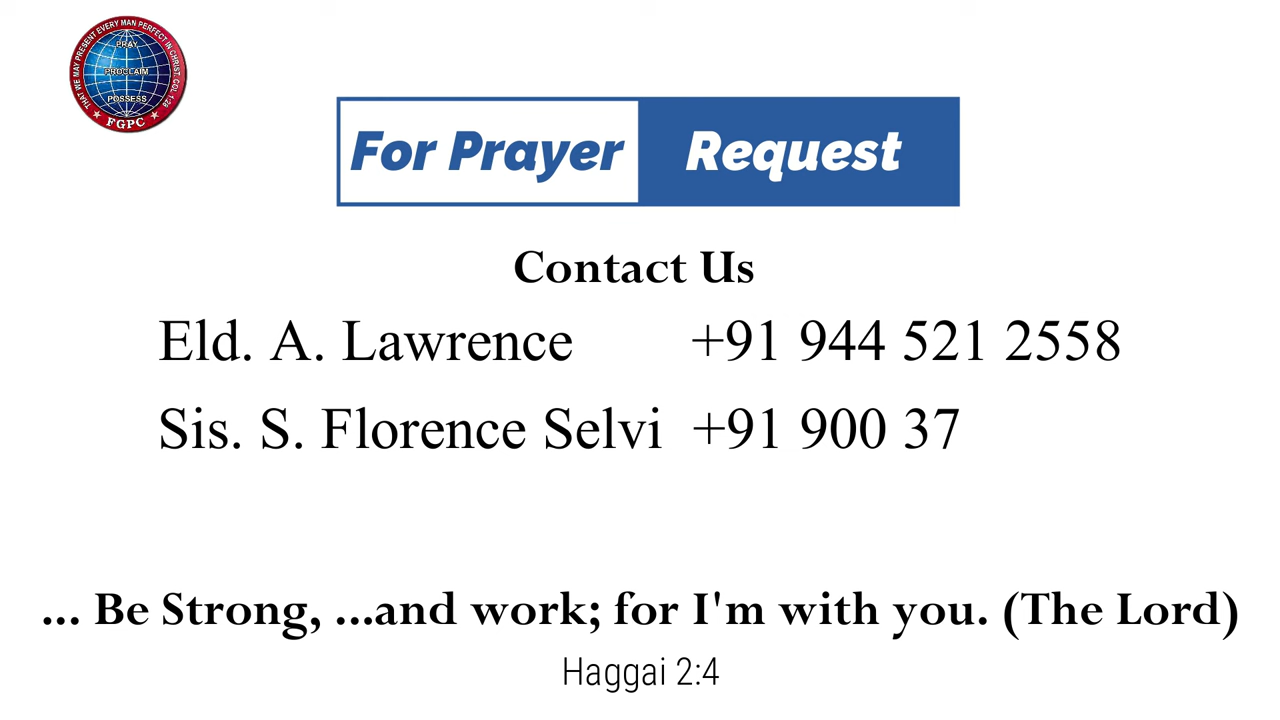 THAT WE MAY PRESENT EVERY MAN PERFECT IN CHRIST. COL 1:28
PRAY
PROCLAIM
POSSESS
FGPC
For Prayer Request
Contact Us
Eld. A. Lawrence +91 944 521 2558
Sis. S. Florence Selvi +91 900 37
... Be Strong, ...and work; for I'm with you. (The Lord)
Haggai 2:4